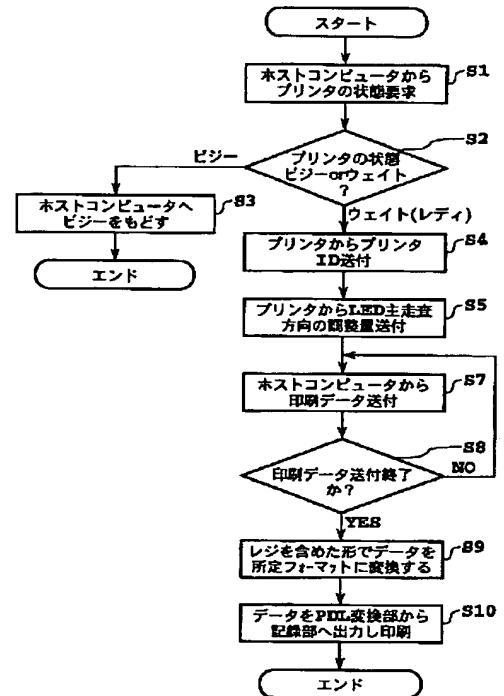 スタート
ホストコンピュータから
プリンタの状態要求
S1
プリンタの状態
ビジーorウェイト
?
S2
ビジー
ホストコンピュータへ
ビジーをもどす
S3
エンド
ウェイト(レディ)
プリンタからプリンタ
ID送付
S4
プリンタからLED主走査
方向の調整量送付
S5
ホストコンピュータから
印刷データ送付
S7
印刷データ送付終了
か?
S8
NO
YES
レジを含めた形でデータを
所定フォーマットに変換する
S9
データをPDL変換部から
記録部へ出力し印刷
S10
エンド